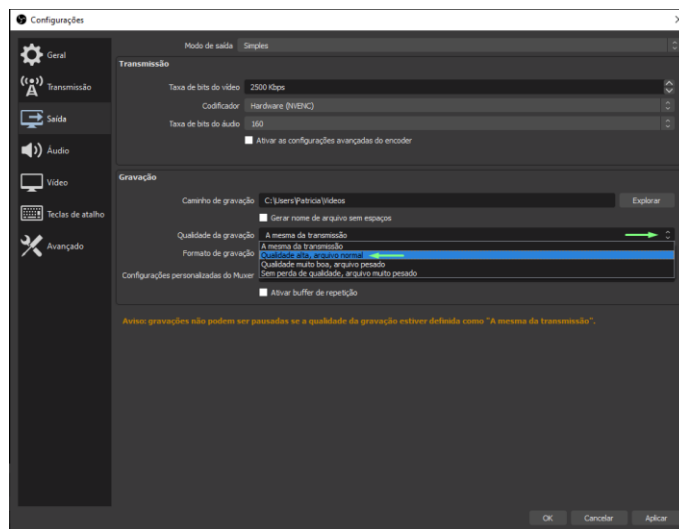 Configurações
Geral
Transmissão
Saída
Áudio
Vídeo
Teclas de atalho
Avançado
Modo de saída Simples
Transmissão
Taxa de bits do vídeo 2500 Kbps
Codificador Hardware (NVENC)
Taxa de bits do áudio 160
Ativar as configurações avançadas do encoder
Gravação
Caminho de gravação C:\Users\Patricia\Videos Explorar
Gerar nome de arquivo sem espaços
Qualidade da gravação A mesma da transmissão
A mesma da transmissão
Formato de gravação Qualidade alta, arquivo normal
Qualidade muito boa, arquivo pesado
Configurações personalizadas do Muxer Sem perda de qualidade, arquivo muito pesado
Ativar buffer de repetição
Aviso: gravações não podem ser pausadas se a qualidade da gravação estiver definida como "A mesma da transmissão".
OK Cancelar Aplicar